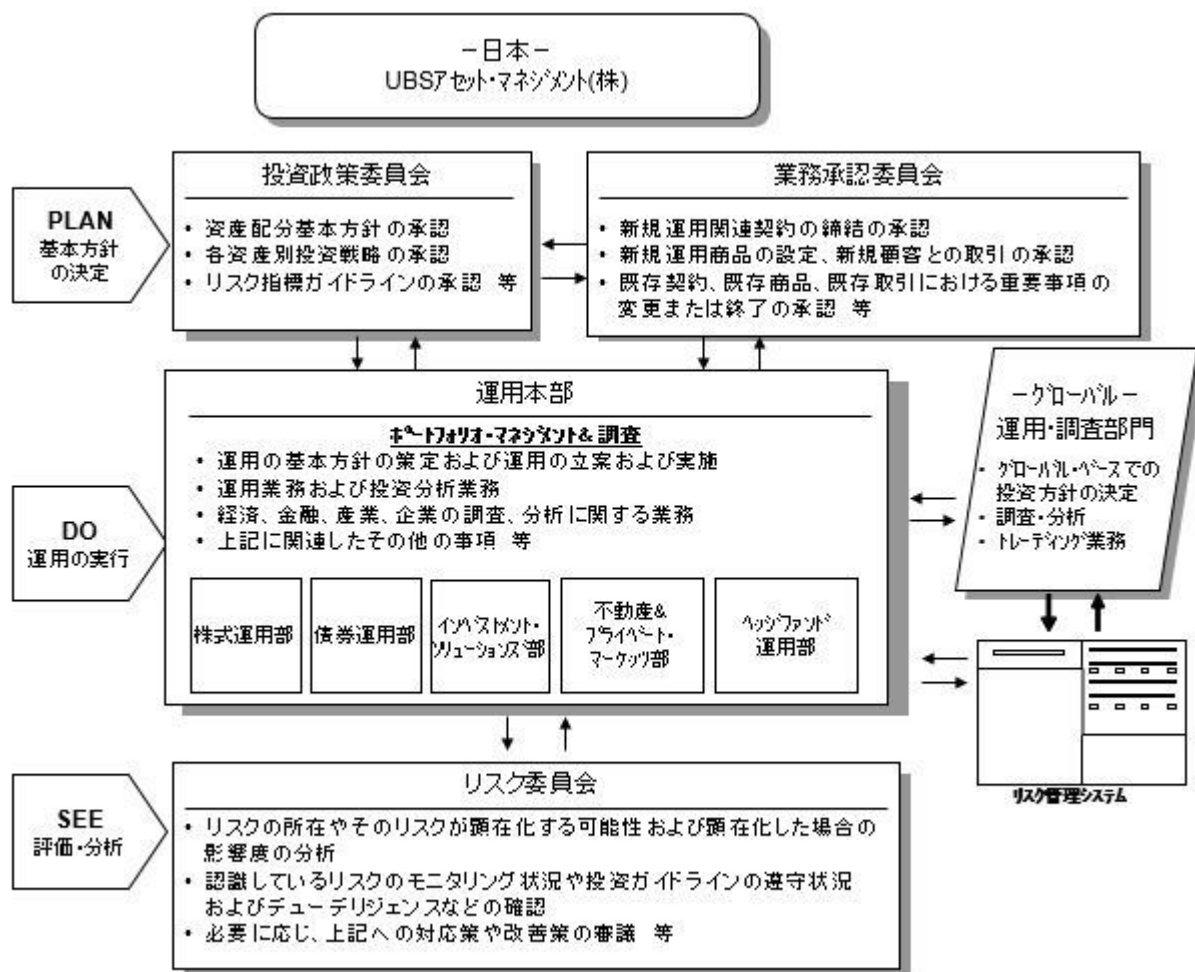 －日本－
UBSアセット・マネジメント(株)
PLAN
基本方針
の決定
投資政策委員会
• 資産配分基本方針の承認
• 各資産別投資戦略の承認
• リスク指標ガイドラインの承認 等
業務承認委員会
• 新規運用関連契約の締結の承認
• 新規運用商品の設定、新規顧客との取引の承認
• 既存契約、既存商品、既存取引における重要事項の
変更または終了の承認 等
DO
運用の実行
運用本部
ポートフォリオ・マネジメント&調査
• 運用の基本方針の策定および運用の立案および実施
• 運用業務および投資分析業務
• 経済、金融、産業、企業の調査、分析に関する業務
• 上記に関連したその他の事項 等
株式運用部
債券運用部
インベストメント・
ソリューションズ部
不動産&
プライベート・
マーケッツ部
ヘッジファンド
運用部
－グローバル－
運用・調査部門
• グローバル・ベースでの
投資方針の決定
• 調査・分析
• トレーディング業務
リスク管理システム
SEE
評価・分析
リスク委員会
• リスクの所在やそのリスクが顕在化する可能性および顕在化した場合の
影響度の分析
• 認識しているリスクのモニタリング状況や投資ガイドラインの遵守状況
およびデューデリジェンスなどの確認
• 必要に応じ、上記への対応策や改善策の審議 等